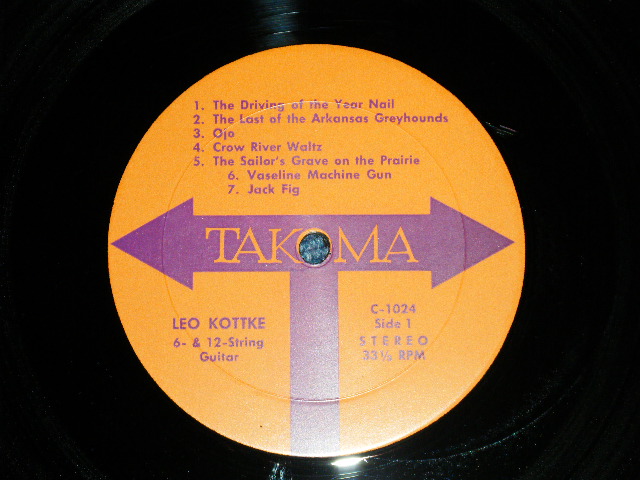 1. The Driving of the Year Nail
2. The Last of the Arkansas Greyhounds
3. Ojo
4. Crow River Waltz
5. The Sailor's Grave on the Prairie
6. Vaseline Machine Gun
7. Jack Fig
TAKOMA
LEO KOTTKE
6- & 12-String
Guitar
C-1024
Side 1
STEREO
33⅓ RPM